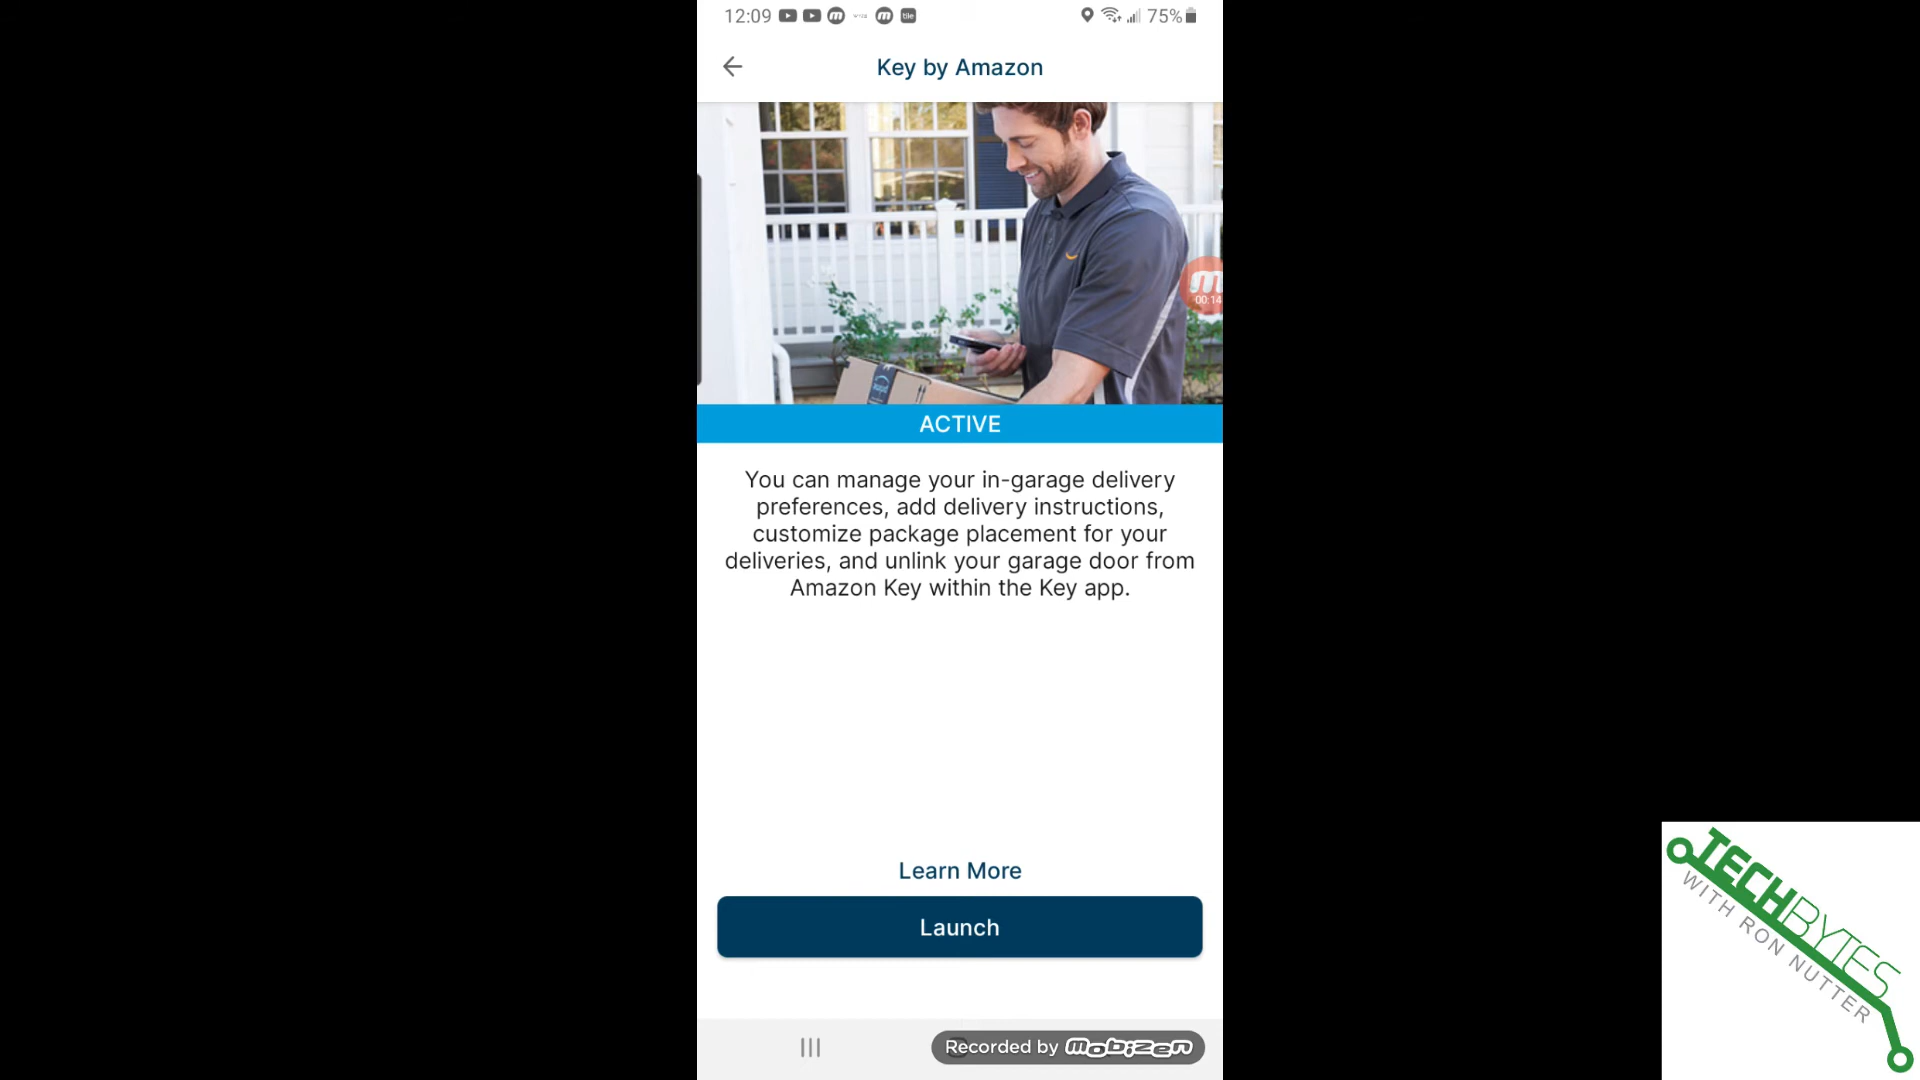 12:09
75%
Key by Amazon
00:14
ACTIVE
You can manage your in-garage delivery
preferences, add delivery instructions,
customize package placement for your
deliveries, and unlink your garage door from
Amazon Key within the Key app.
Learn More
Launch
Recorded by mobizen
TECHBYTES
WITH RON NUTTER